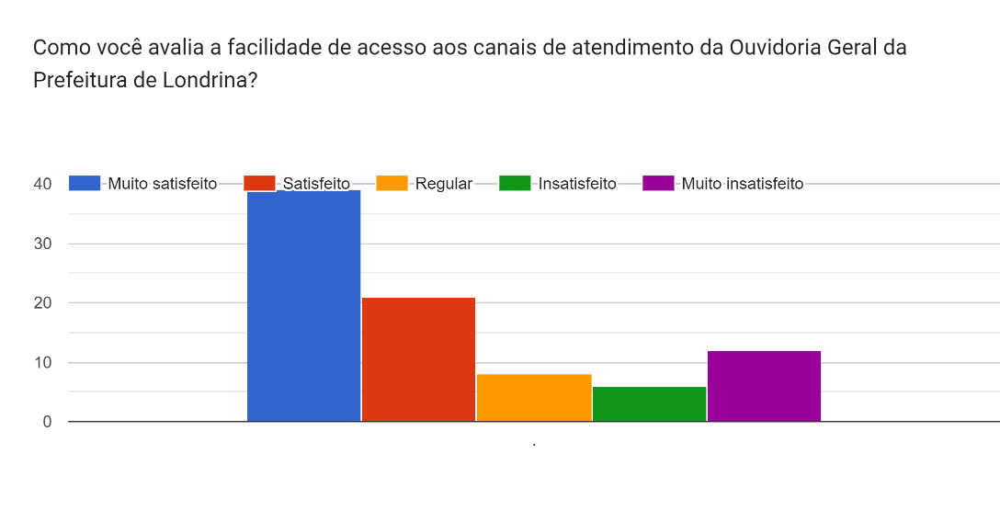 Como você avalia a facilidade de acesso aos canais de atendimento da Ouvidoria Geral da
Prefeitura de Londrina?
40 Muito satisfeito Satisfeito Regular Insatisfeito Muito insatisfeito
30
20
10
0
.